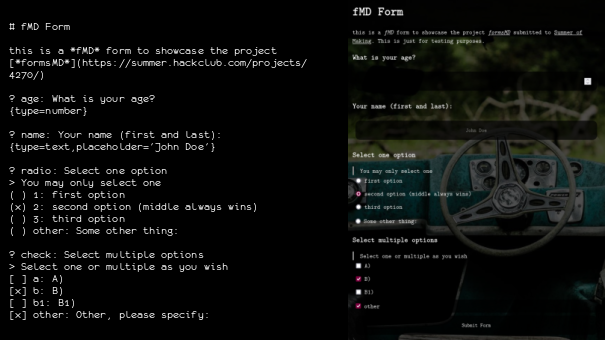 # fMD Form
this is a *fMD* form to showcase the project
[*formsMD*](https://summer.hackclub.com/projects/
4270/)
? age: What is your age?
{type=number}
? name: Your name (first and last):
{type=text,placeholder='John Doe'}
? radio: Select one option
> You may only select one
( ) 1: first option
(x) 2: second option (middle always wins)
( ) 3: third option
( ) other: Some other thing:
? check: Select multiple options
> Select one or multiple as you wish
[ ] a: A)
[x] b: B)
[ ] b1: B1)
[x] other: Other, please specify:
fMD Form
this is a fMD form to showcase the project formsMD submitted to Summer of
Making. This is just for testing purposes.
What is your age?
Your name (first and last):
John Doe
Select one option
You may only select one
first option
second option (middle always wins)
third option
Some other thing:
Select multiple options
Select one or multiple as you wish
A)
B)
B1)
other
Submit Form